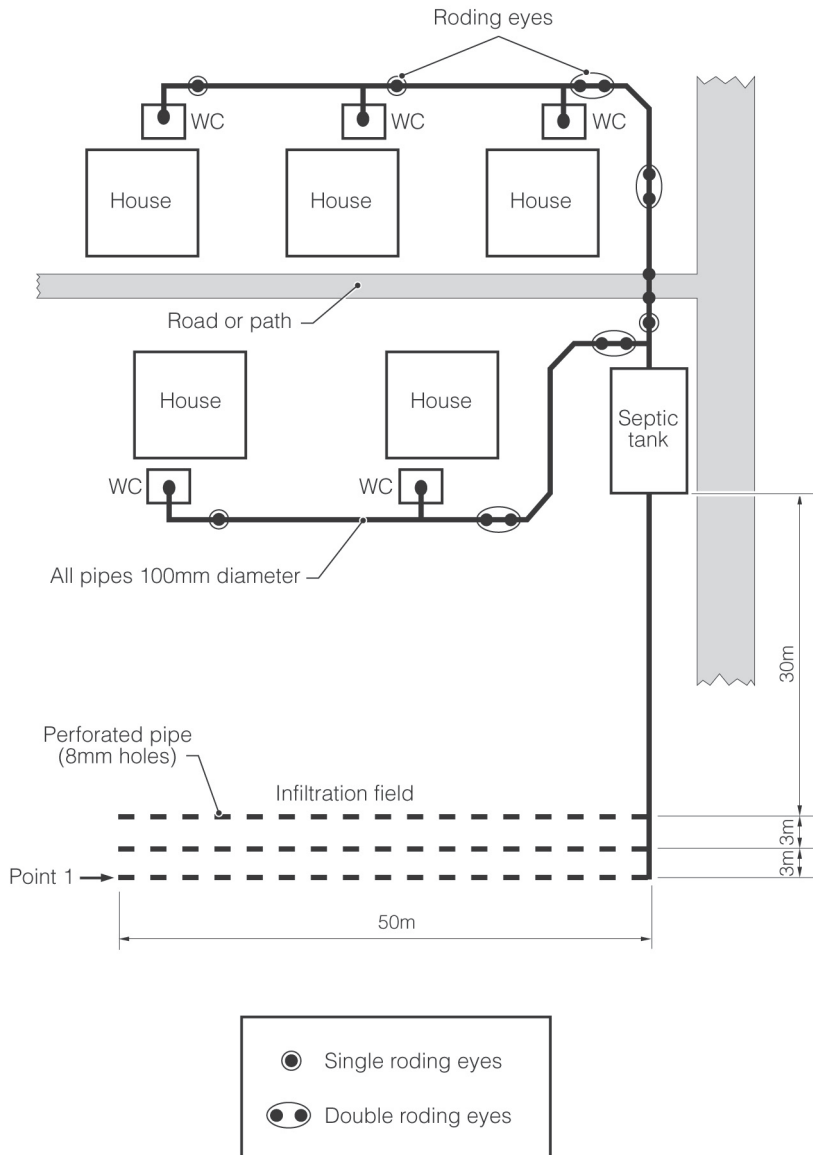 Roding eyes
WC
WC
WC
House
House
House
Road or path
House
House
Septic
tank
WC
WC
All pipes 100mm diameter
30m
Perforated pipe
(8mm holes)
Infiltration field
3m
3m
Point 1
50m
Single roding eyes
Double roding eyes